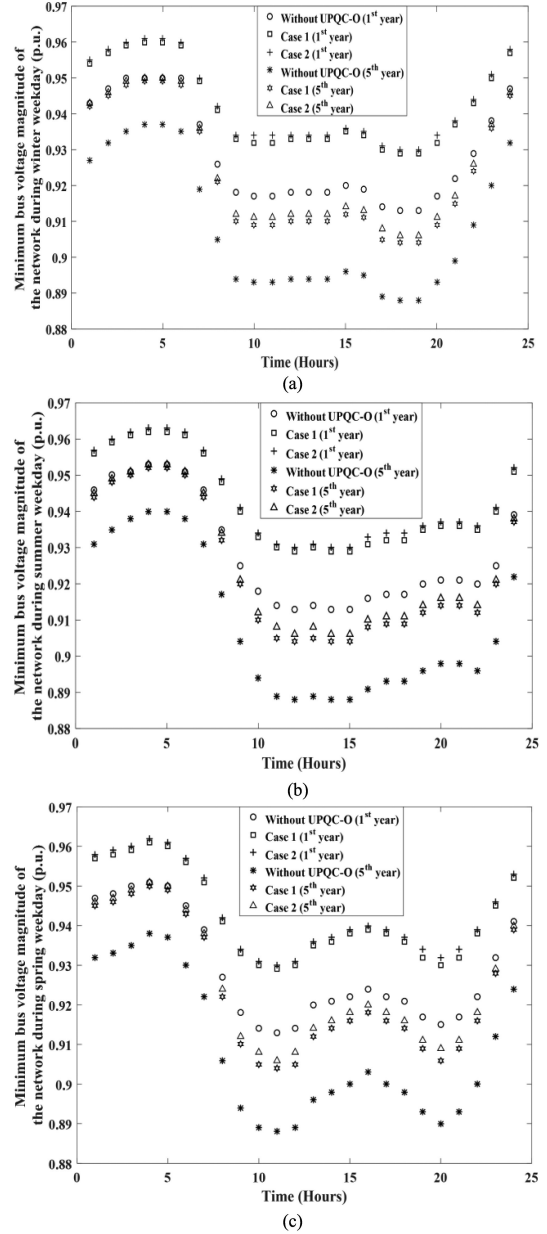 Minimum bus voltage magnitude of
the network during winter weekday (p.u.)
0.96
0.95
0.94
0.93
0.92
0.91
0.9
0.89
0.88
Without UPQC-O (1st year)
Case 1 (1st year)
Case 2 (1st year)
Without UPQC-O (5th year)
Case 1 (5th year)
Case 2 (5th year)
0 5 10 15 20 25
Time (Hours)
(a)
Minimum bus voltage magnitude of
the network during summer weekday (p.u.)
0.97
0.96
0.95
0.94
0.93
0.92
0.91
0.9
0.89
0.88
Without UPQC-O (1st year)
Case 1 (1st year)
Case 2 (1st year)
Without UPQC-O (5th year)
Case 1 (5th year)
Case 2 (5th year)
0 5 10 15 20 25
Time (Hours)
(b)
Minimum bus voltage magnitude of
the network during spring weekday (p.u.)
0.97
0.96
0.95
0.94
0.93
0.92
0.91
0.9
0.89
0.88
Without UPQC-O (1st year)
Case 1 (1st year)
Case 2 (1st year)
Without UPQC-O (5th year)
Case 1 (5th year)
Case 2 (5th year)
0 5 10 15 20 25
Time (Hours)
(c)